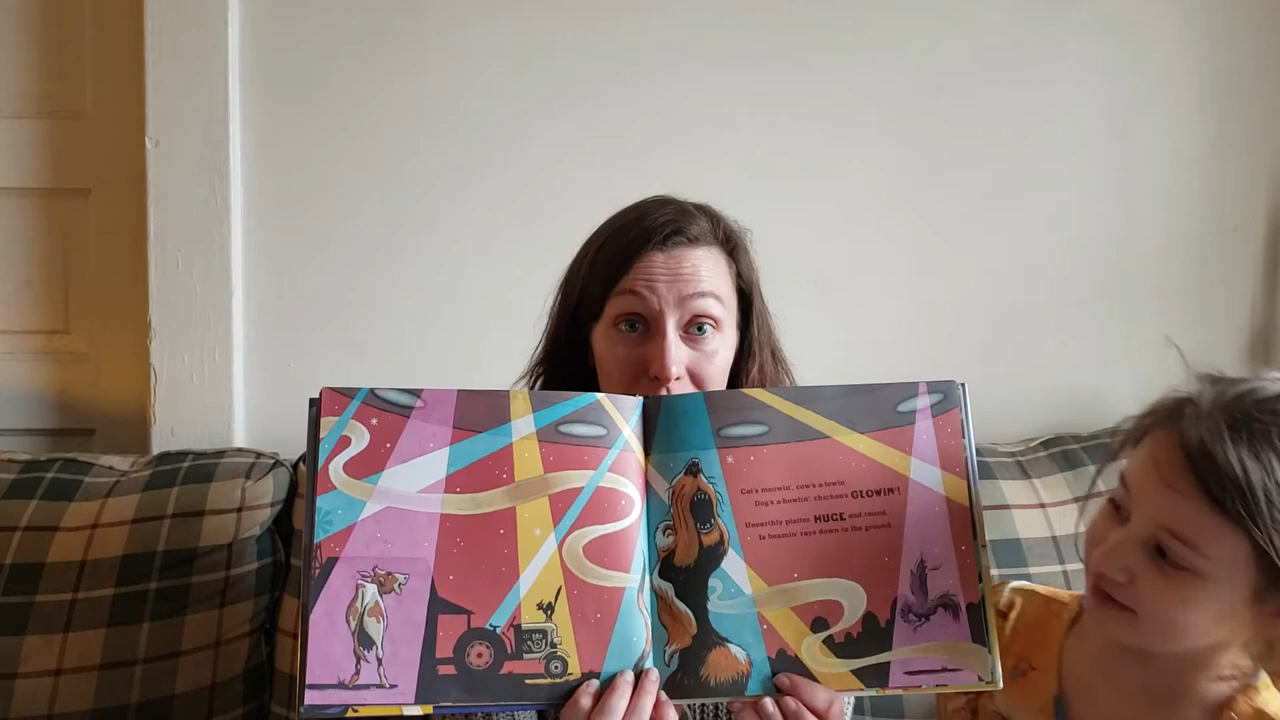 Cat's meowin', cow's a-lowin'
Dog's a-howlin', chicken's GLOWIN'!
Unearthly platter, HUGE and round,
Is beamin' rays down to the ground.